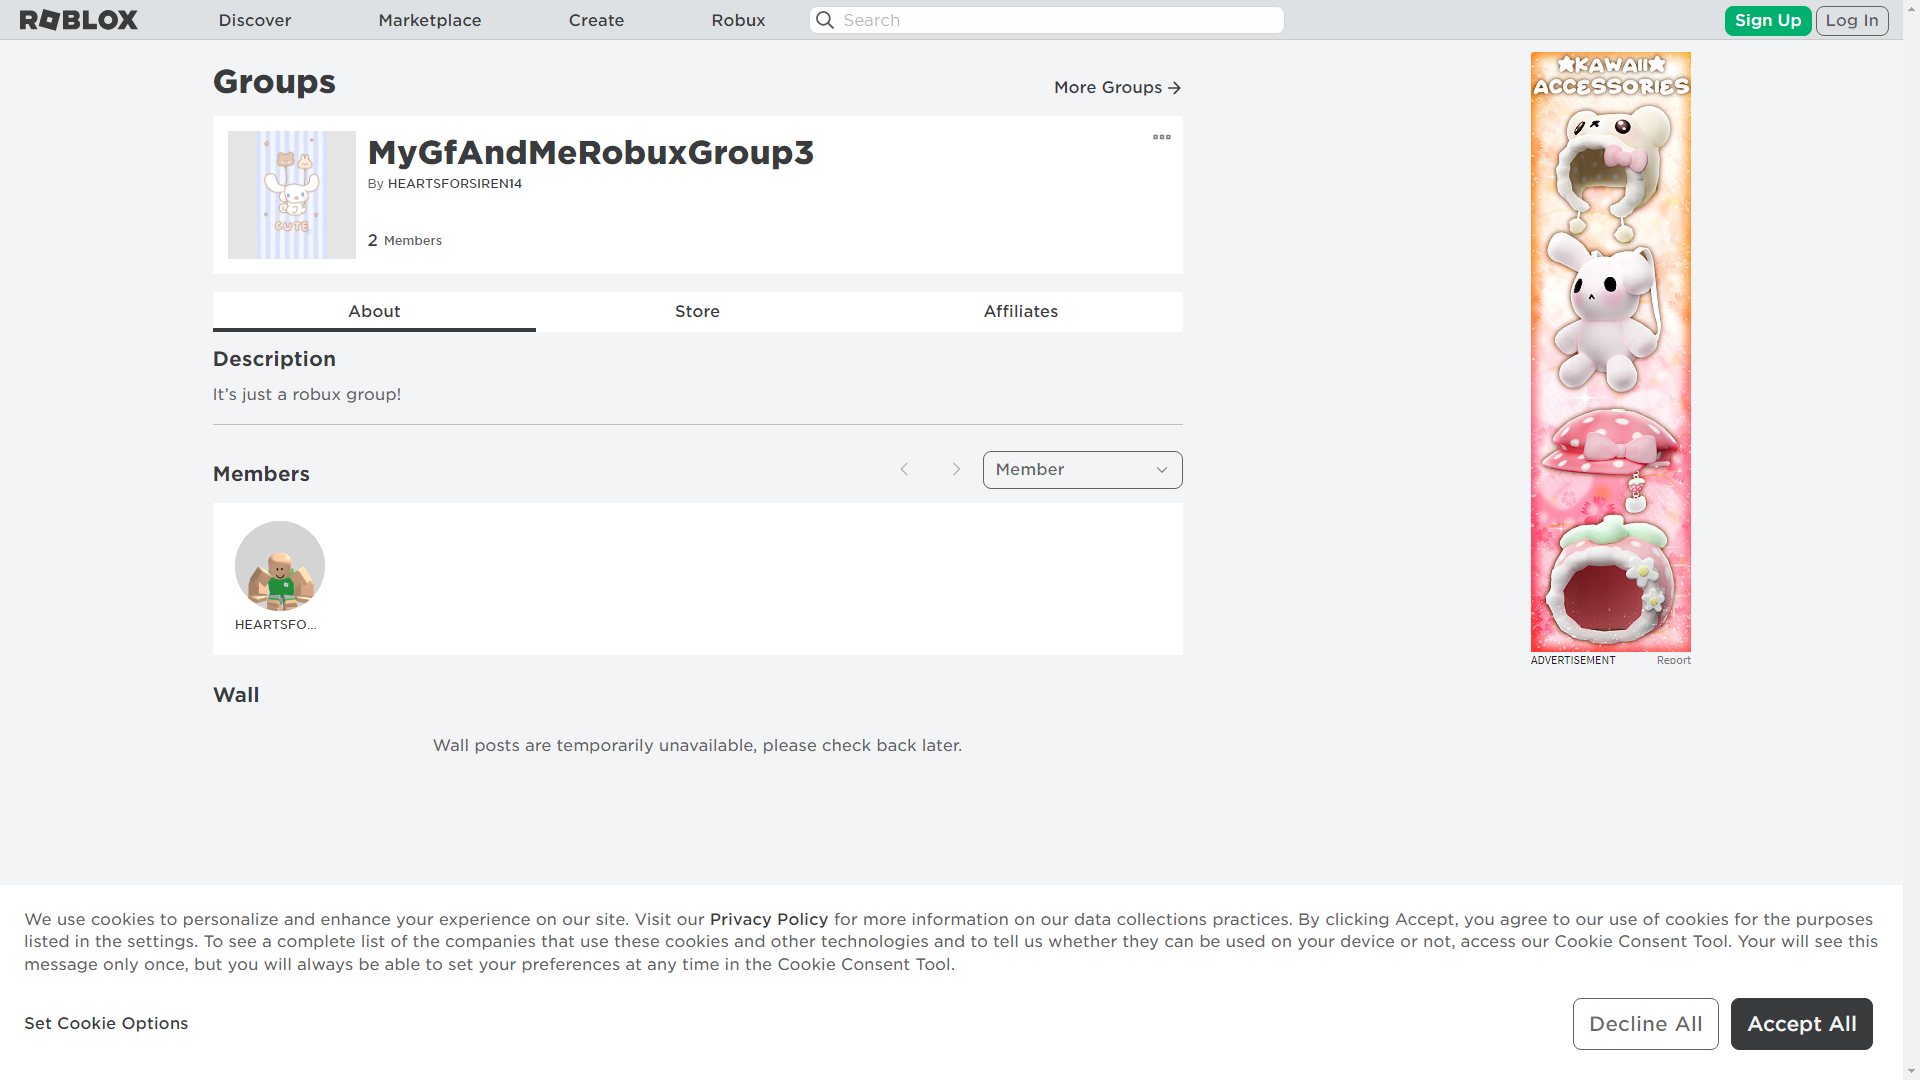 ROBLOX
Discover
Marketplace
Create
Robux
Search
Sign Up
Log In
Groups
More Groups
CUTE
MyGfAndMeRobuxGroup3
By HEARTSFORSIREN14
2 Members
About
Store
Affiliates
Description
It's just a robux group!
Members
Member
HEARTSFO...
Wall
Wall posts are temporarily unavailable, please check back later.
KAWAII
ACCESSORIES
ADVERTISEMENT
Report
We use cookies to personalize and enhance your experience on our site. Visit our Privacy Policy for more information on our data collections practices. By clicking Accept, you agree to our use of cookies for the purposes
listed in the settings. To see a complete list of the companies that use these cookies and other technologies and to tell us whether they can be used on your device or not, access our Cookie Consent Tool. Your will see this
message only once, but you will always be able to set your preferences at any time in the Cookie Consent Tool.
Set Cookie Options
Decline All
Accept All